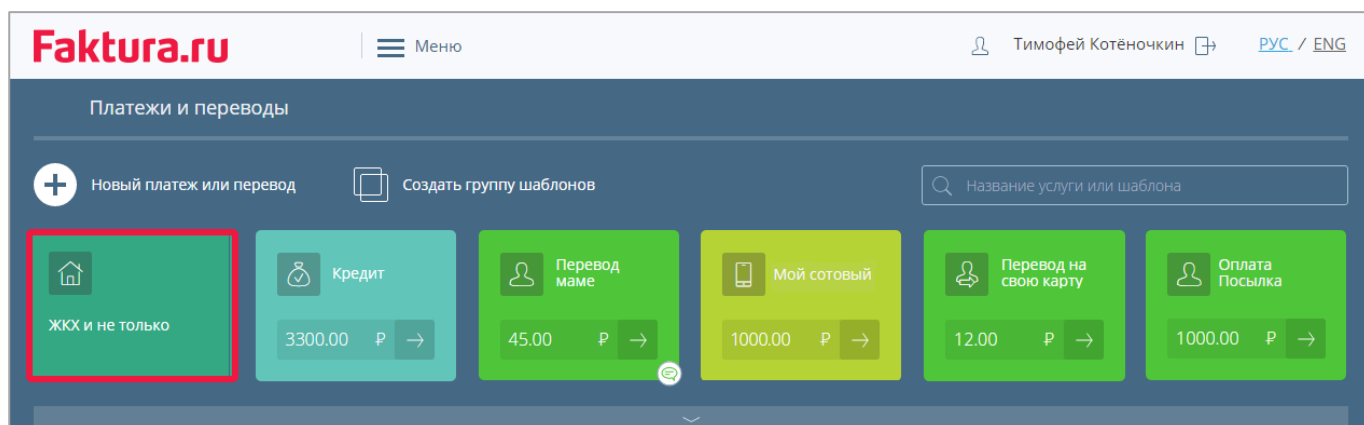 Faktura.ru
Меню
Тимофей Котёночкин
РУС / ENG
Платежи и переводы
Новый платеж или перевод
Создать группу шаблонов
Название услуги или шаблона
ЖКХ и не только
Кредит
3300.00 ₽
Перевод
маме
45.00 ₽
Мой сотовый
1000.00 ₽
Перевод на
свою карту
12.00 ₽
Оплата
Посылка
1000.00 ₽